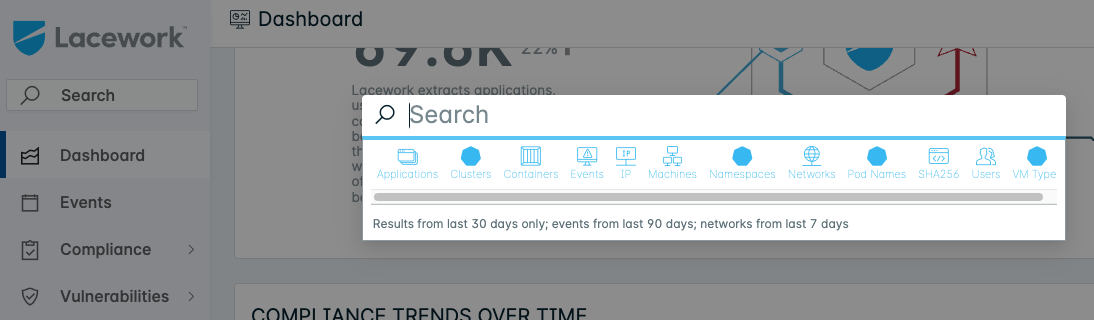 Lacework™
Search
Dashboard
Events
Compliance
Vulnerabilities
Dashboard
22%
Lacework extracts applications,
Search
Applications Clusters Containers Events IP Machines Namespaces Networks Pod Names SHA256 Users VM Type
Results from last 30 days only; events from last 90 days; networks from last 7 days
COMPLIANCE TRENDS OVER TIME